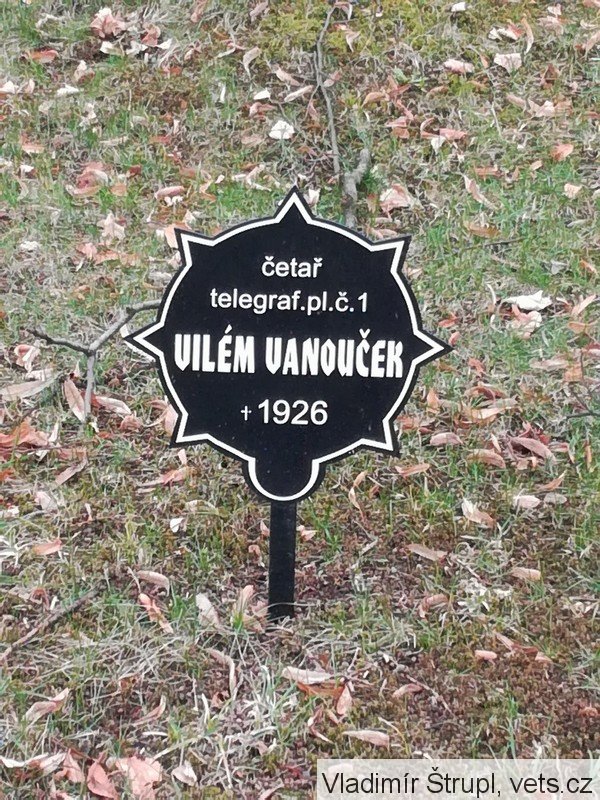 četař
telegraf.pl.č.1
VILÉM VANOUČEK
† 1926
Vladimír Štrupl, vets.cz